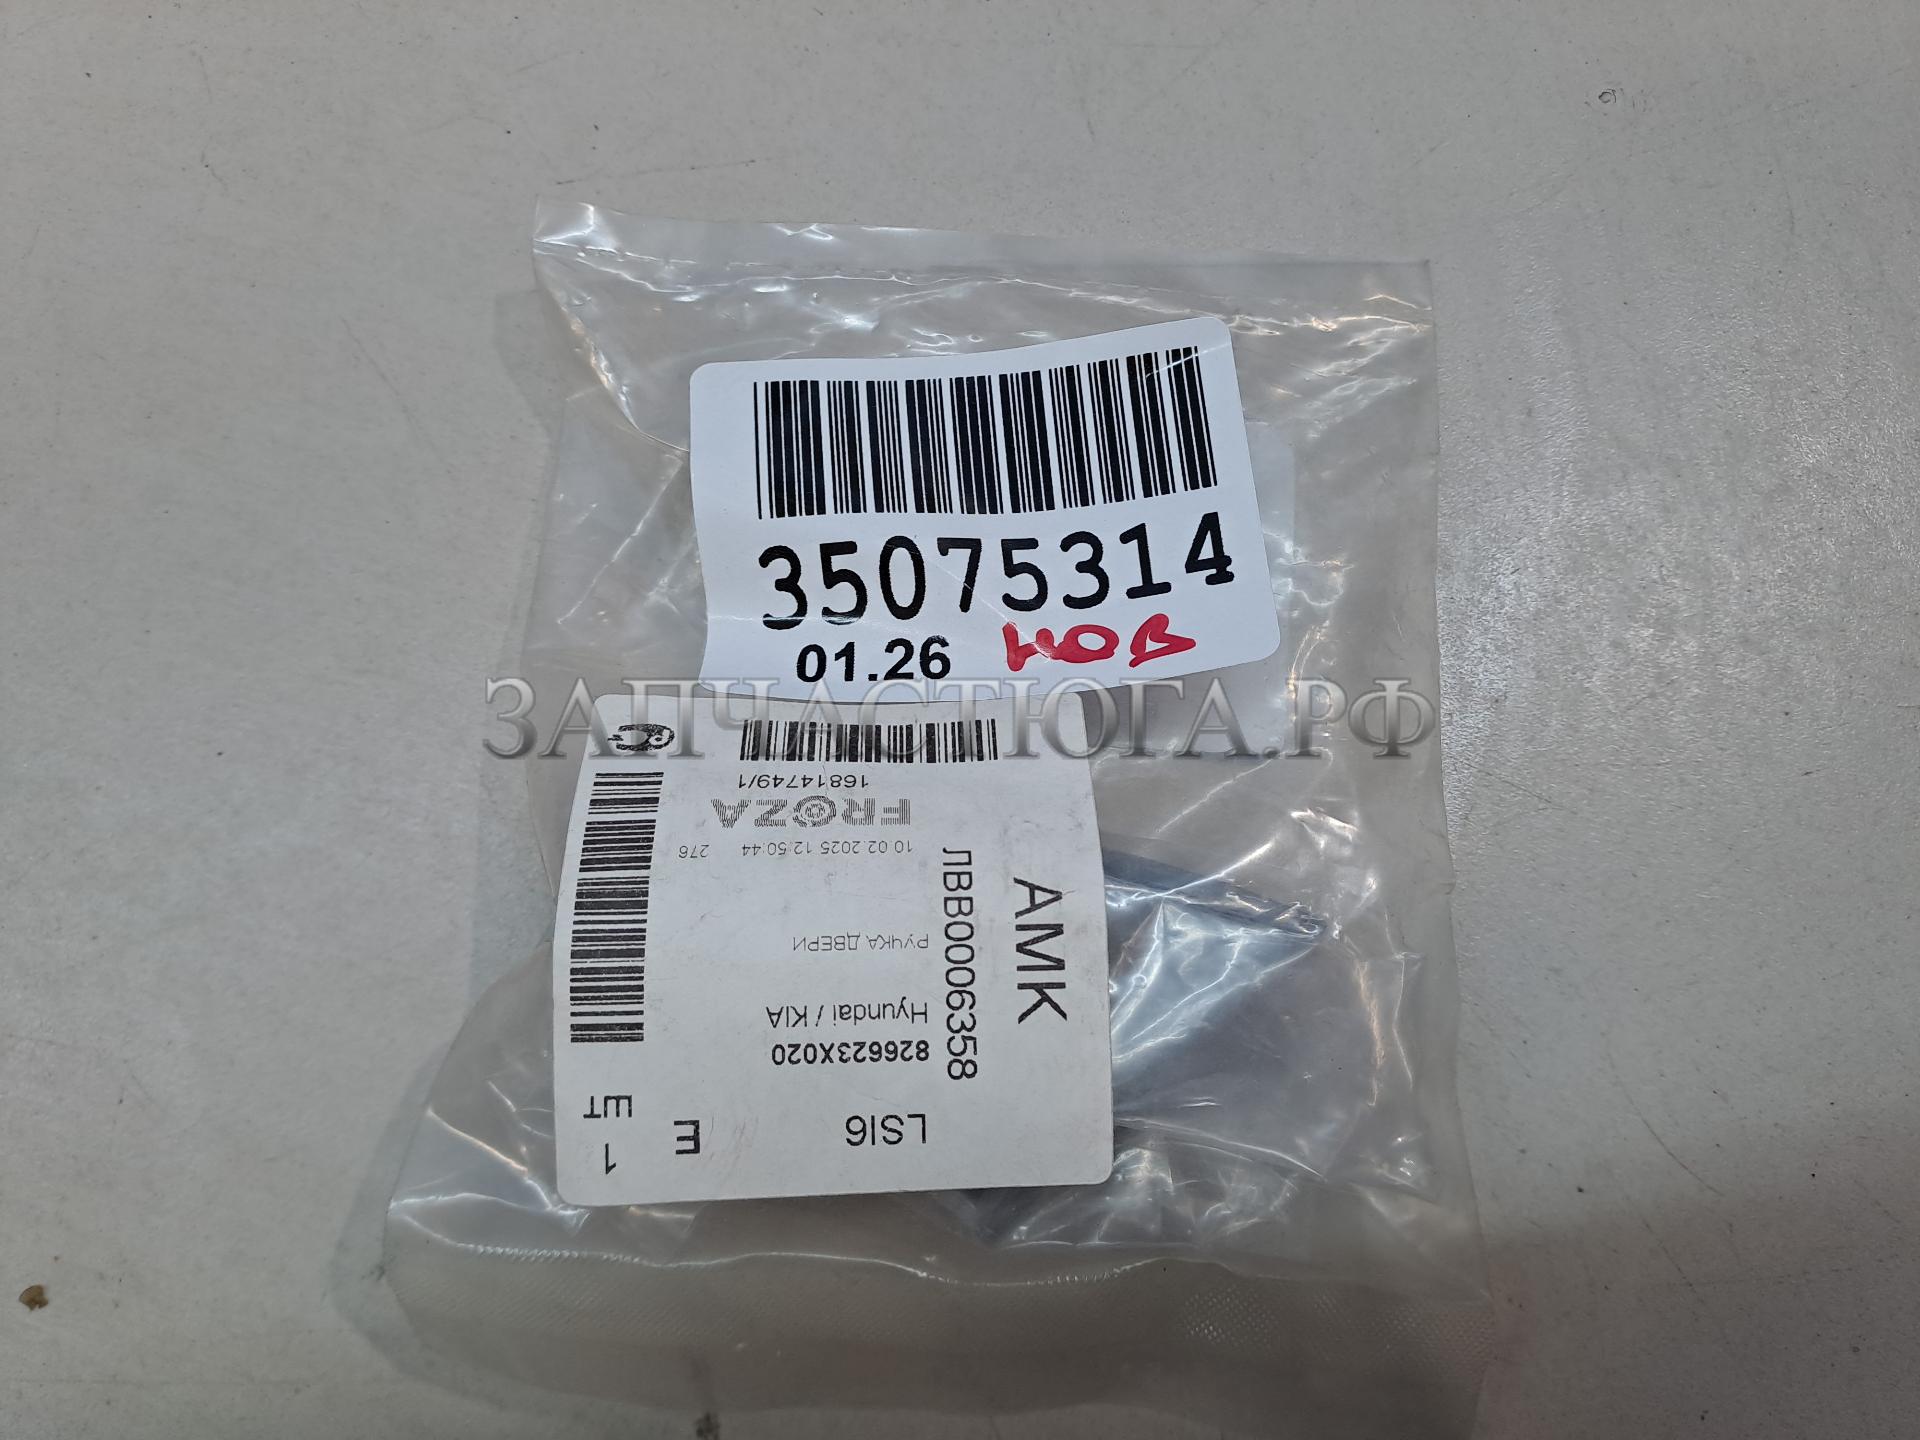 35075314
01.26 нов
ЗАПЧАСТЮГА.РФ
16814749/1
FROZA
10.02.2025 12:50:44 276
АМК
ЛВВ0006358
РУЧКА ДВЕРИ
Hyundai / KIA
826623X020
LSI6
E
1 ШТ